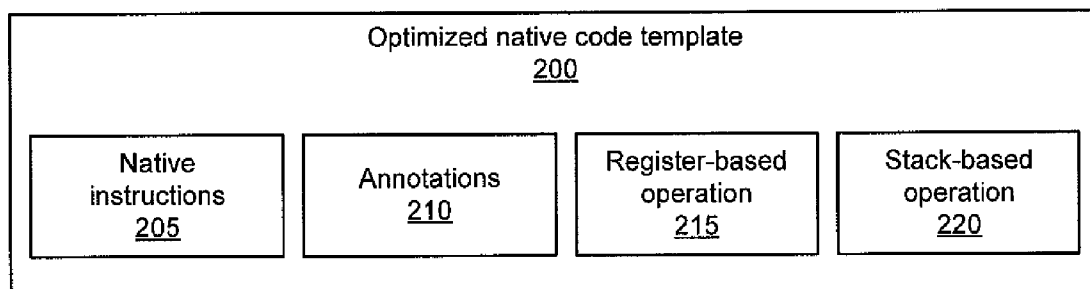 Optimized native code template
200
Native
instructions
205
Annotations
210
Register-based
operation
215
Stack-based
operation
220